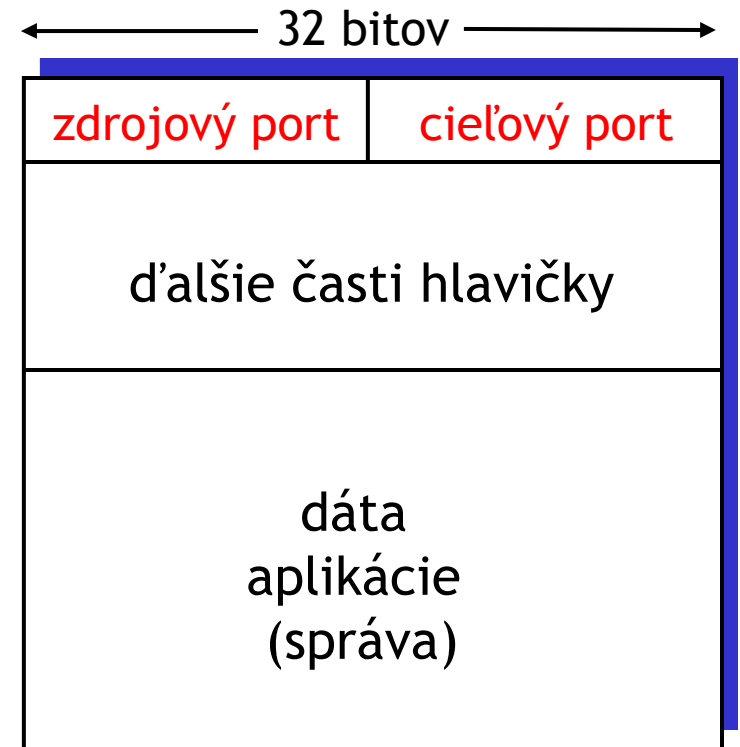 32 bitov
zdrojový port cieľový port
ďalšie časti hlavičky
dáta
aplikácie
(správa)